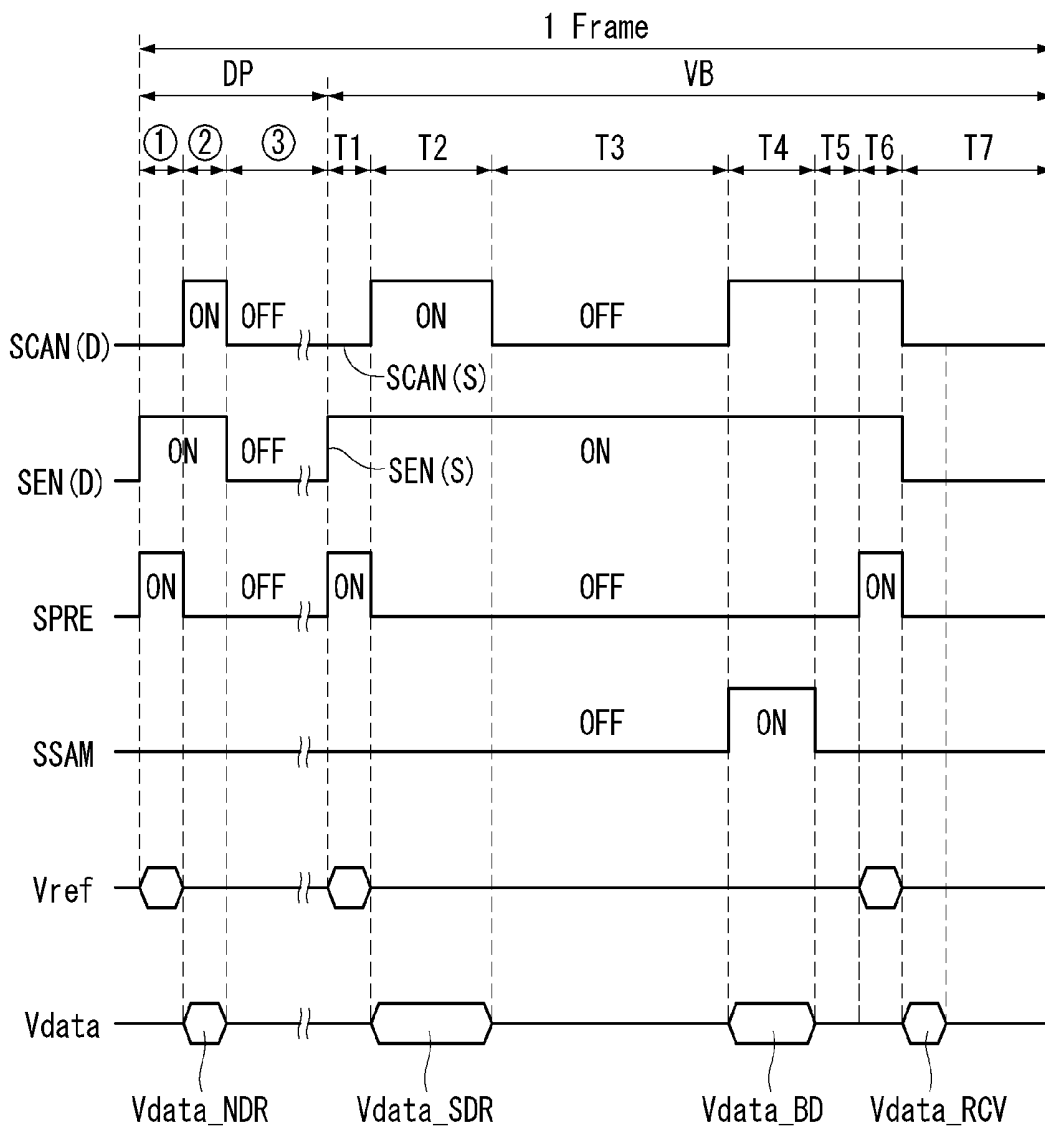 1 Frame
DP VB
① ② ③ T1 T2 T3 T4 T5 T6 T7
ON OFF ON OFF
SCAN(D)
SCAN(S)
ON OFF ON
SEN(D)
SEN(S)
ON OFF ON OFF ON
SPRE
OFF ON
SSAM
Vref
Vdata
Vdata_NDR Vdata_SDR Vdata_BD Vdata_RCV